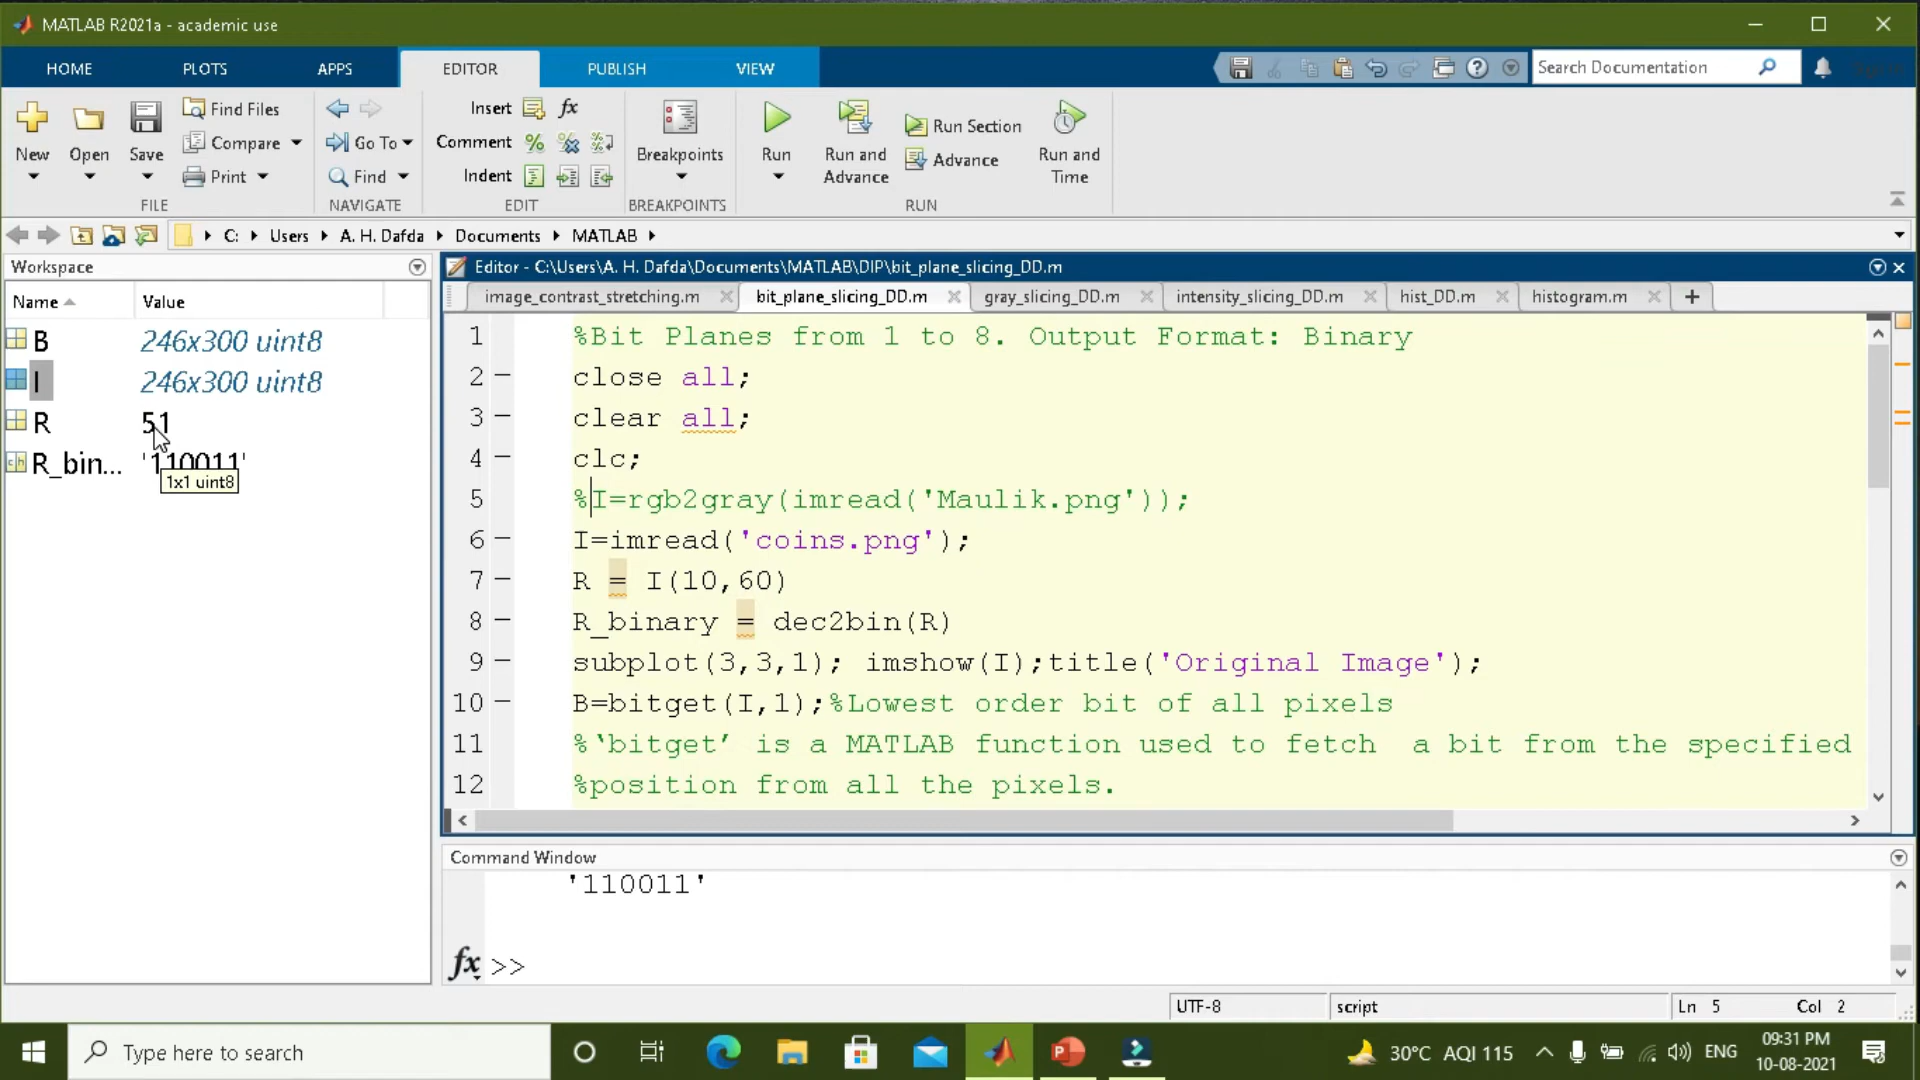 MATLAB R2021a - academic use
HOME PLOTS APPS EDITOR PUBLISH VIEW
Search Documentation
New Open Save Find Files Compare Print
FILE
Go To Find
NAVIGATE
Insert fx
Comment
Indent
EDIT
Breakpoints
BREAKPOINTS
Run Run and Advance Run Section Advance Run and Time
RUN
C: Users A. H. Dafda Documents MATLAB
Workspace
Name Value
B 246x300 uint8
I 246x300 uint8
R 51
R_bin... '110011'
1x1 uint8
Editor - C:\Users\A. H. Dafda\Documents\MATLAB\DIP\bit_plane_slicing_DD.m
image_contrast_stretching.m bit_plane_slicing_DD.m gray_slicing_DD.m intensity_slicing_DD.m hist_DD.m histogram.m
1 %Bit Planes from 1 to 8. Output Format: Binary
2 close all;
3 clear all;
4 clc;
5 %I=rgb2gray(imread('Maulik.png'));
6 I=imread('coins.png');
7 R = I(10,60)
8 R_binary = dec2bin(R)
9 subplot(3,3,1); imshow(I);title('Original Image');
10 B=bitget(I,1);%Lowest order bit of all pixels
11 %‘bitget’ is a MATLAB function used to fetch  a bit from the specified
12 %position from all the pixels.
Command Window
'110011'
fx >>
UTF-8 script Ln 5 Col 2
Type here to search
30°C AQI 115 ENG 09:31 PM
10-08-2021